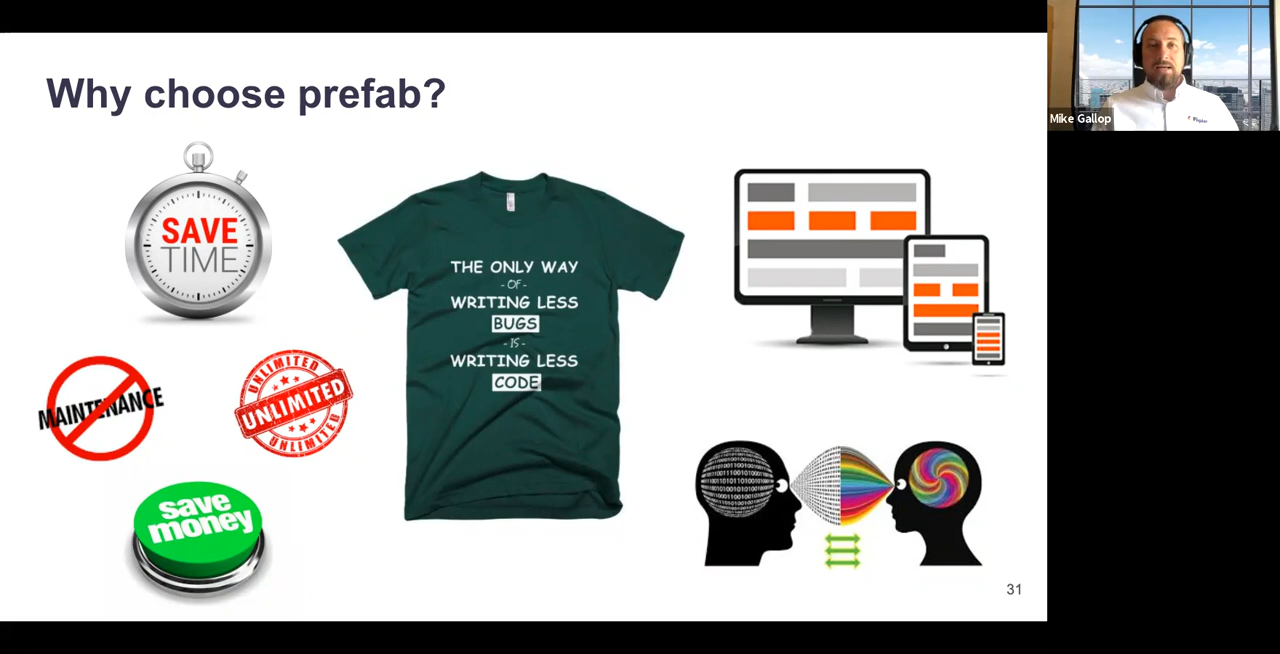 Why choose prefab?
Mike Gallop
SAVE
TIME
THE ONLY WAY
- OF -
WRITING LESS
BUGS
- IS -
WRITING LESS
CODE
MAINTENANCE
UNLIMITED
UNLIMITED
UNLIMITED
save
money
31